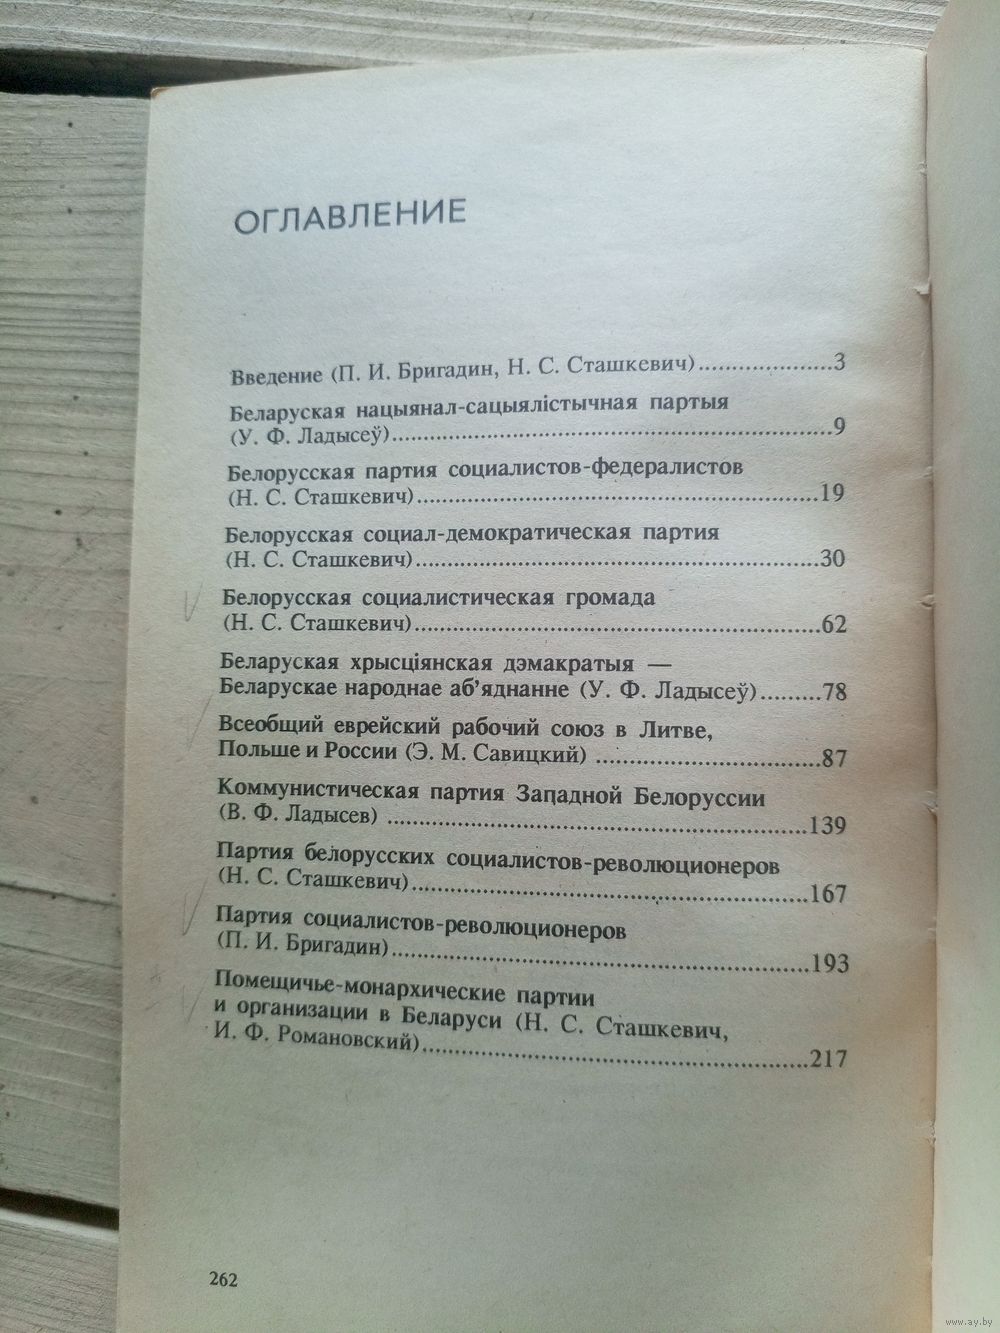 ОГЛАВЛЕНИЕ
Введение (П. И. Бригадин, Н. С. Сташкевич)....................3
Беларуская нацыянал-сацыялістычная партыя
(У. Ф. Ладысеў)................................................................9
Белорусская партия социалистов-федералистов
(Н. С. Сташкевич)............................................................19
Белорусская социал-демократическая партия
(Н. С. Сташкевич)............................................................30
Белорусская социалистическая громада
(Н. С. Сташкевич)............................................................62
Беларуская хрысціянская дэмакратыя —
Беларускае народнае аб'яднанне (У. Ф. Ладысеў).........78
Всеобщий еврейский рабочий союз в Литве,
Польше и России (Э. М. Савицкий) .................................87
Коммунистическая партия Западной Белоруссии
(В. Ф. Ладысев) ..............................................................139
Партия белорусских социалистов-революционеров
(Н. С. Сташкевич)..........................................................167
Партия социалистов-революционеров
(П. И. Бригадин)..............................................................193
Помещичье-монархические партии
и организации в Беларуси (Н. С. Сташкевич,
И. Ф. Романовский).........................................................217
262
www.ay.by